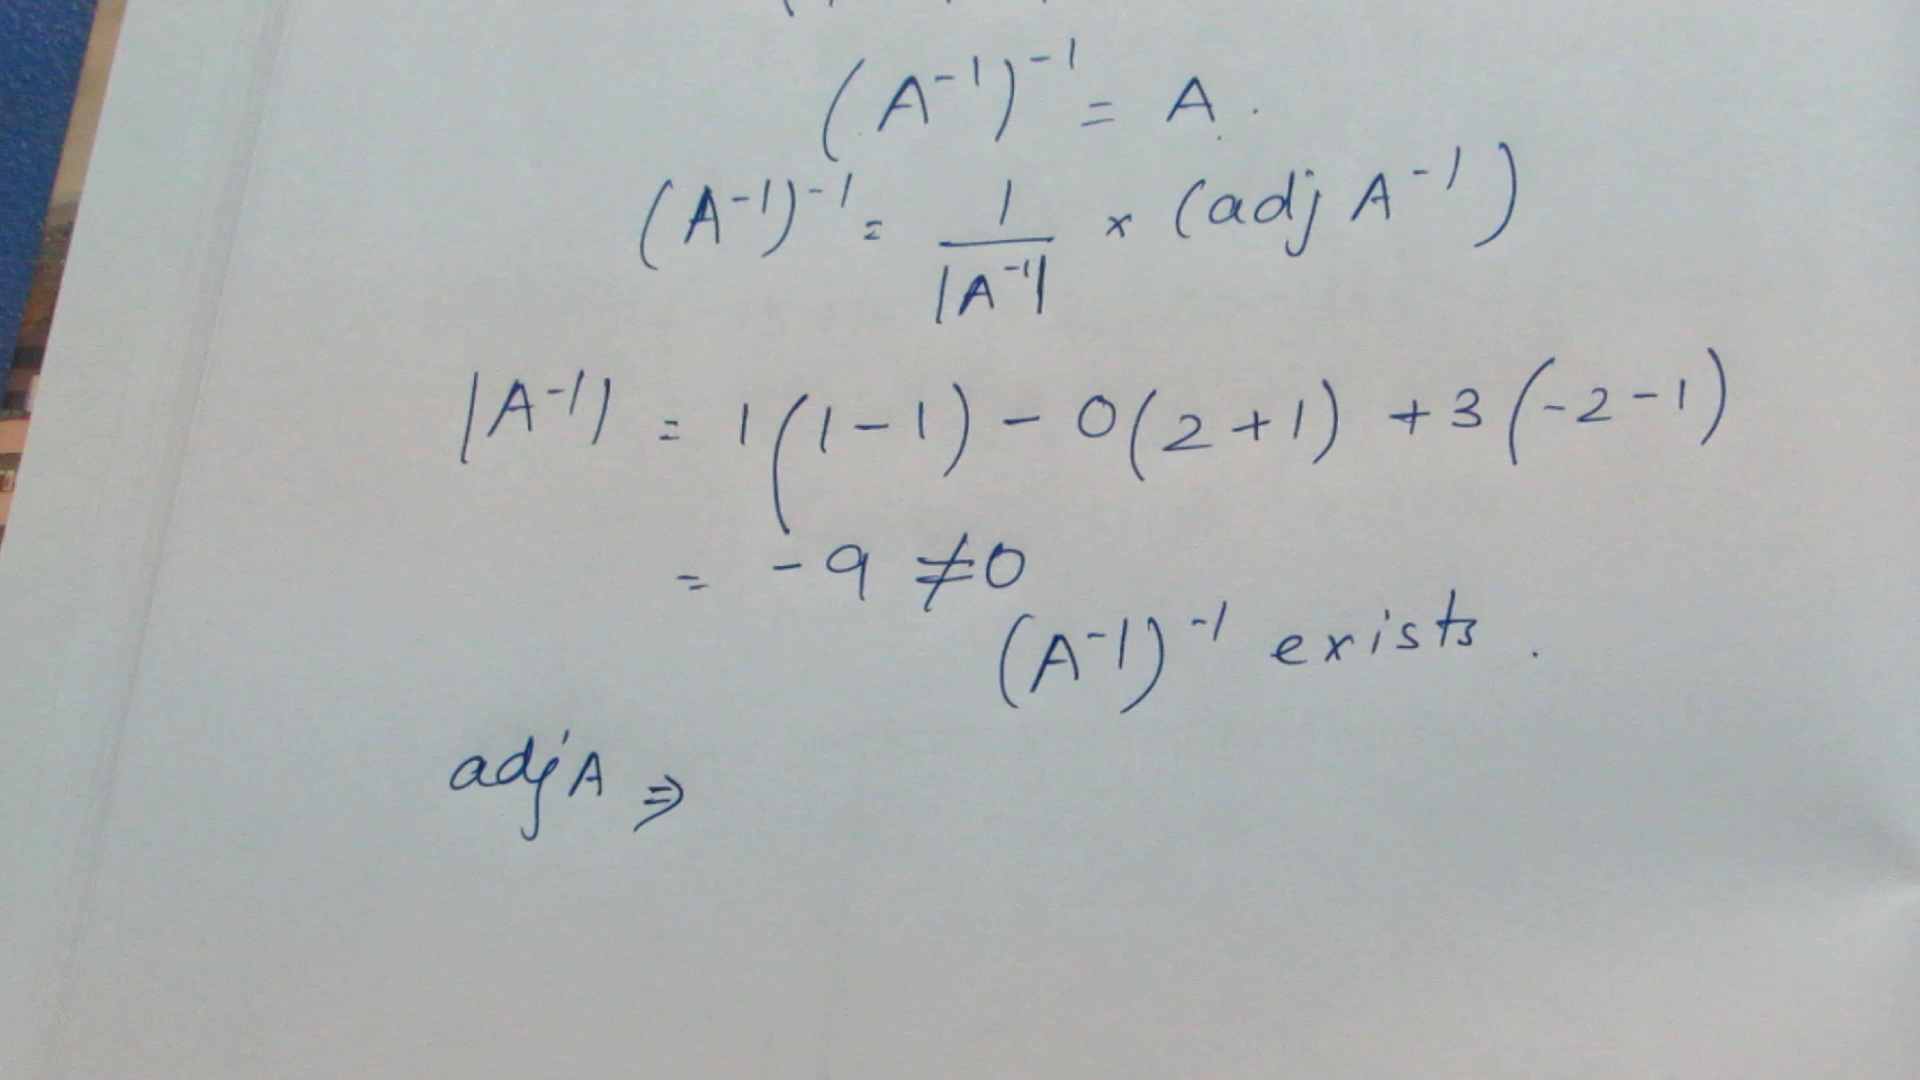 (A⁻¹)⁻¹ = A.
(A⁻¹)⁻¹ = 1/|A⁻¹| × (adj A⁻¹)
|A⁻¹| = 1(1-1) - 0(2+1) + 3(-2-1)
= -9 ≠ 0
(A⁻¹)⁻¹ exists.
adj A ⇒